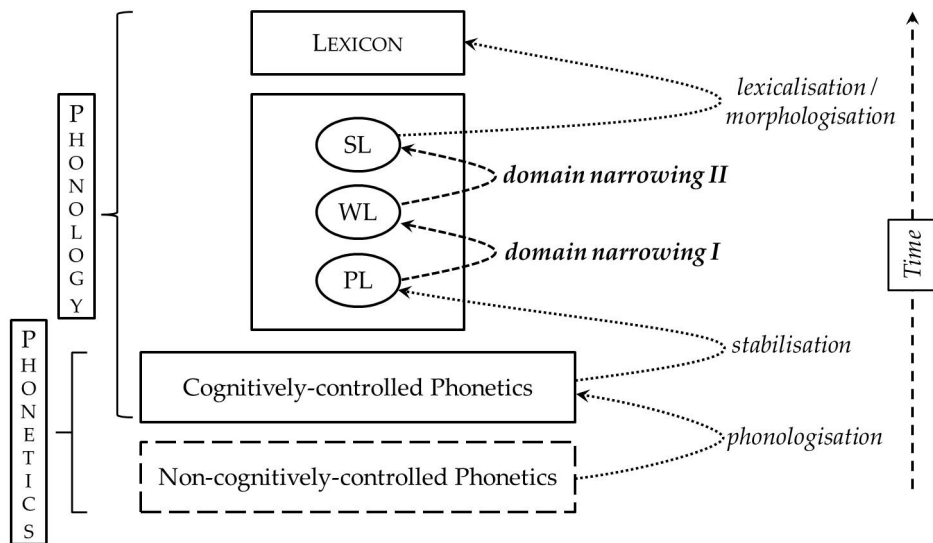 LEXICON
lexicalisation /
morphologisation
SL
domain narrowing II
WL
domain narrowing I
PL
stabilisation
Cognitively-controlled Phonetics
phonologisation
Non-cognitively-controlled Phonetics
PHONOLOGY
PHONETICS
Time